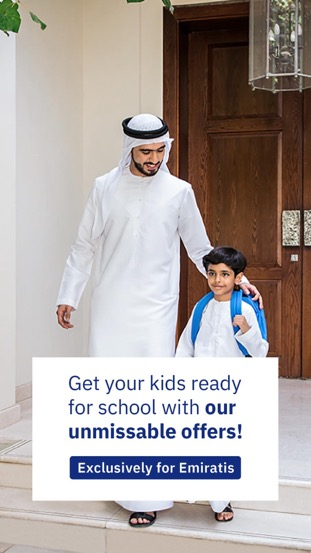 Get your kids ready
for school with our
unmissable offers!
Exclusively for Emiratis